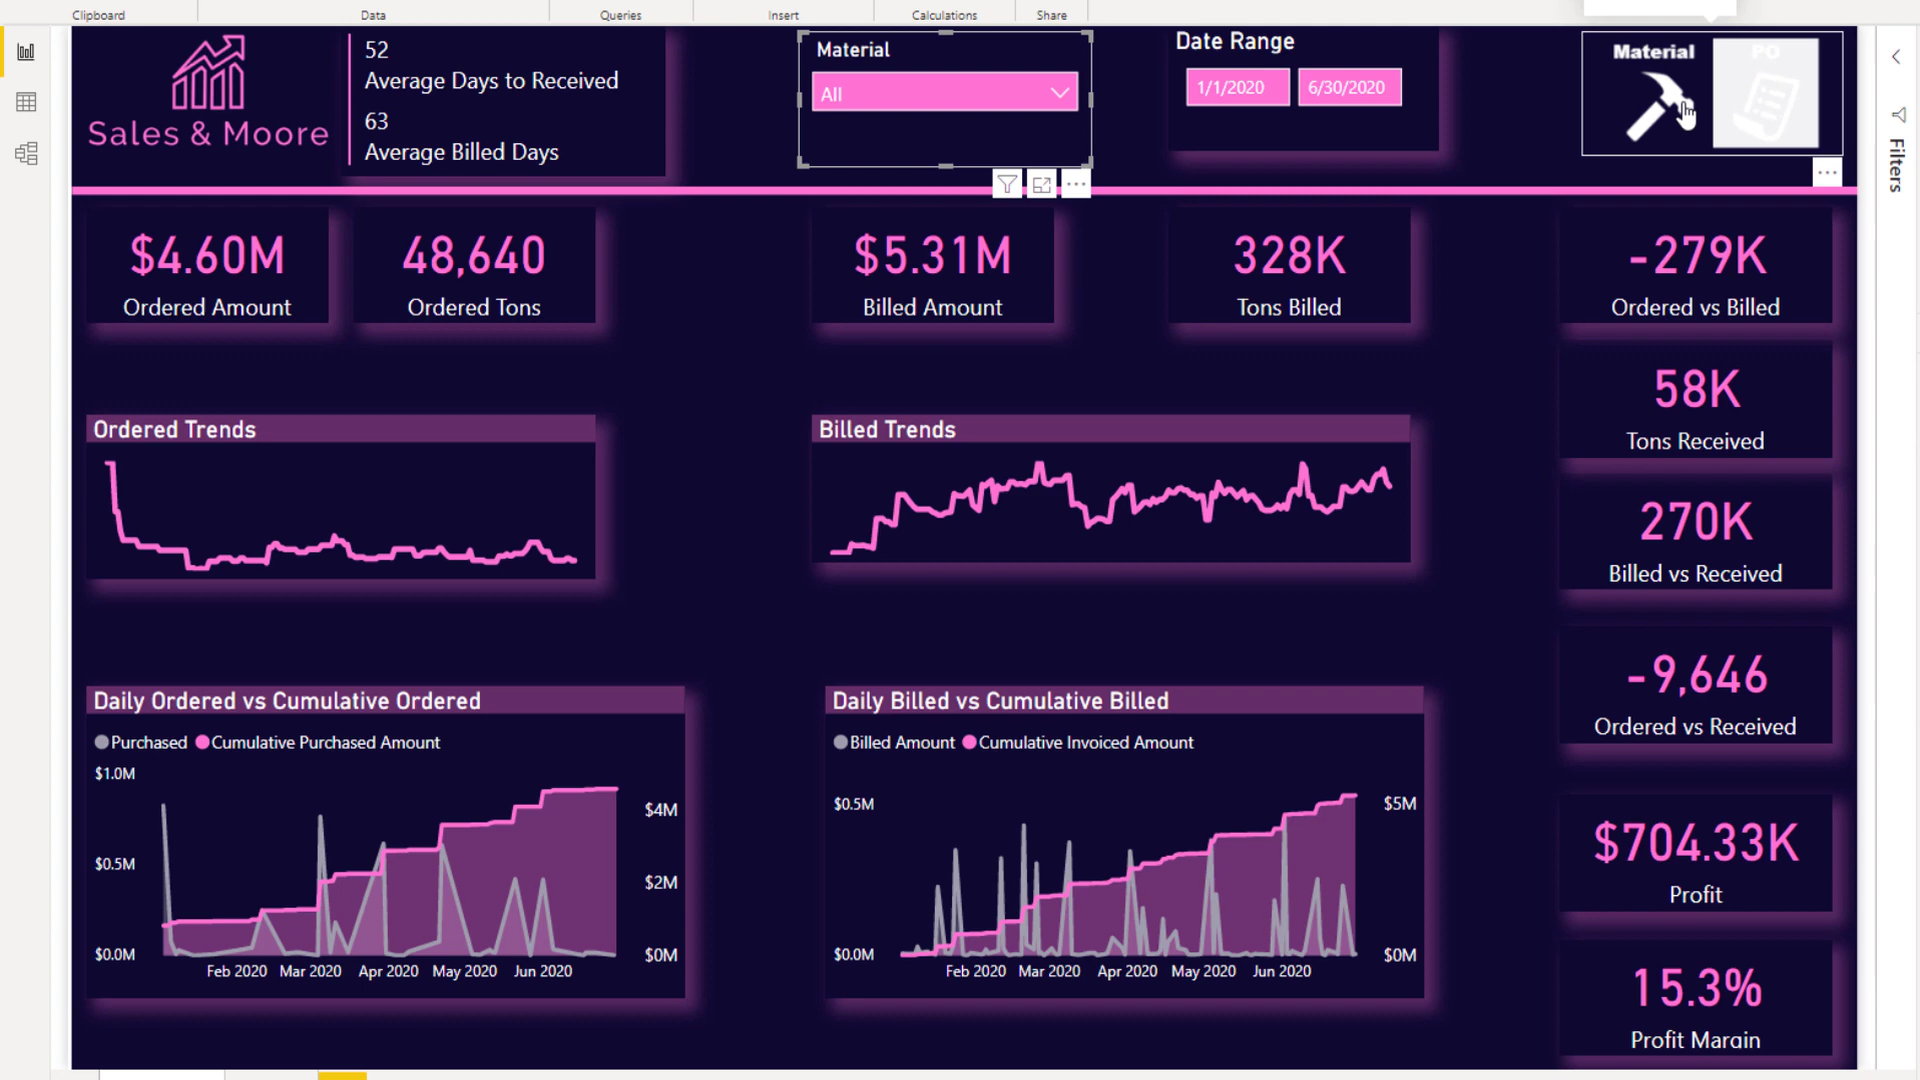 Clipboard
Data
Queries
Insert
Calculations
Share
Sales & Moore
52
Average Days to Received
63
Average Billed Days
Material
All
Date Range
1/1/2020
6/30/2020
Material
PO
Filters
$4.60M
Ordered Amount
48,640
Ordered Tons
$5.31M
Billed Amount
328K
Tons Billed
-279K
Ordered vs Billed
58K
Tons Received
270K
Billed vs Received
-9,646
Ordered vs Received
$704.33K
Profit
15.3%
Profit Margin
Ordered Trends
Billed Trends
Daily Ordered vs Cumulative Ordered
Purchased
Cumulative Purchased Amount
$1.0M
$0.5M
$0.0M
$4M
$2M
$0M
Feb 2020
Mar 2020
Apr 2020
May 2020
Jun 2020
Daily Billed vs Cumulative Billed
Billed Amount
Cumulative Invoiced Amount
$0.5M
$0.0M
$5M
$0M
Feb 2020
Mar 2020
Apr 2020
May 2020
Jun 2020